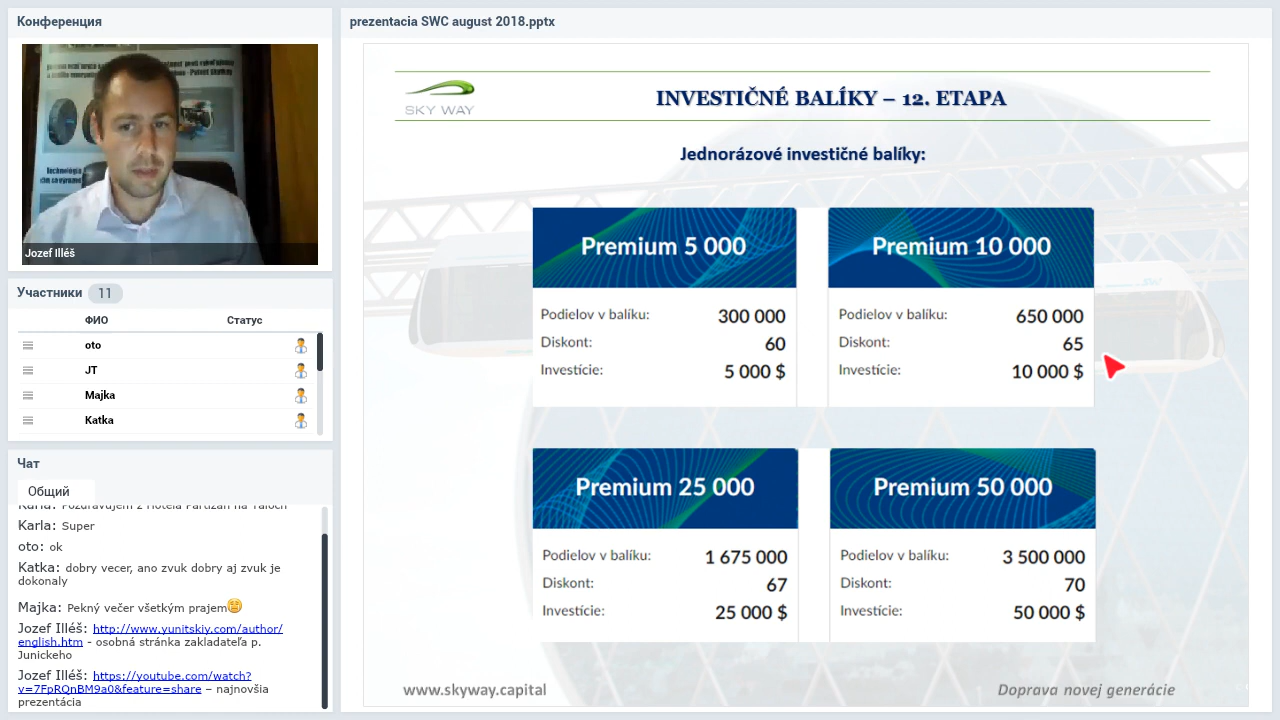 Конференция
Jozef Illéš
Участники 11
ФИО Статус
oto
JT
Majka
Katka
Чат
Общий
Karla: Pozdravujem z Hotela Partizán na Táloch
Karla: Super
oto: ok
Katka: dobry vecer, ano zvuk dobry aj zvuk je
dokonaly
Majka: Pekný večer všetkým prajem
Jozef Illéš: http://www.yunitskiy.com/author/
english.htm - osobná stránka zakladateľa p.
Junickeho
Jozef Illéš: https://youtube.com/watch?
v=7FpRQnBM9a0&feature=share – najnovšia
prezentácia
prezentacia SWC august 2018.pptx
SKY WAY
INVESTIČNÉ BALÍKY – 12. ETAPA
Jednorázové investičné balíky:
Premium 5 000
Podielov v balíku: 300 000
Diskont: 60
Investície: 5 000 $
Premium 10 000
Podielov v balíku: 650 000
Diskont: 65
Investície: 10 000 $
Premium 25 000
Podielov v balíku: 1 675 000
Diskont: 67
Investície: 25 000 $
Premium 50 000
Podielov v balíku: 3 500 000
Diskont: 70
Investície: 50 000 $
www.skyway.capital
Doprava novej generácie